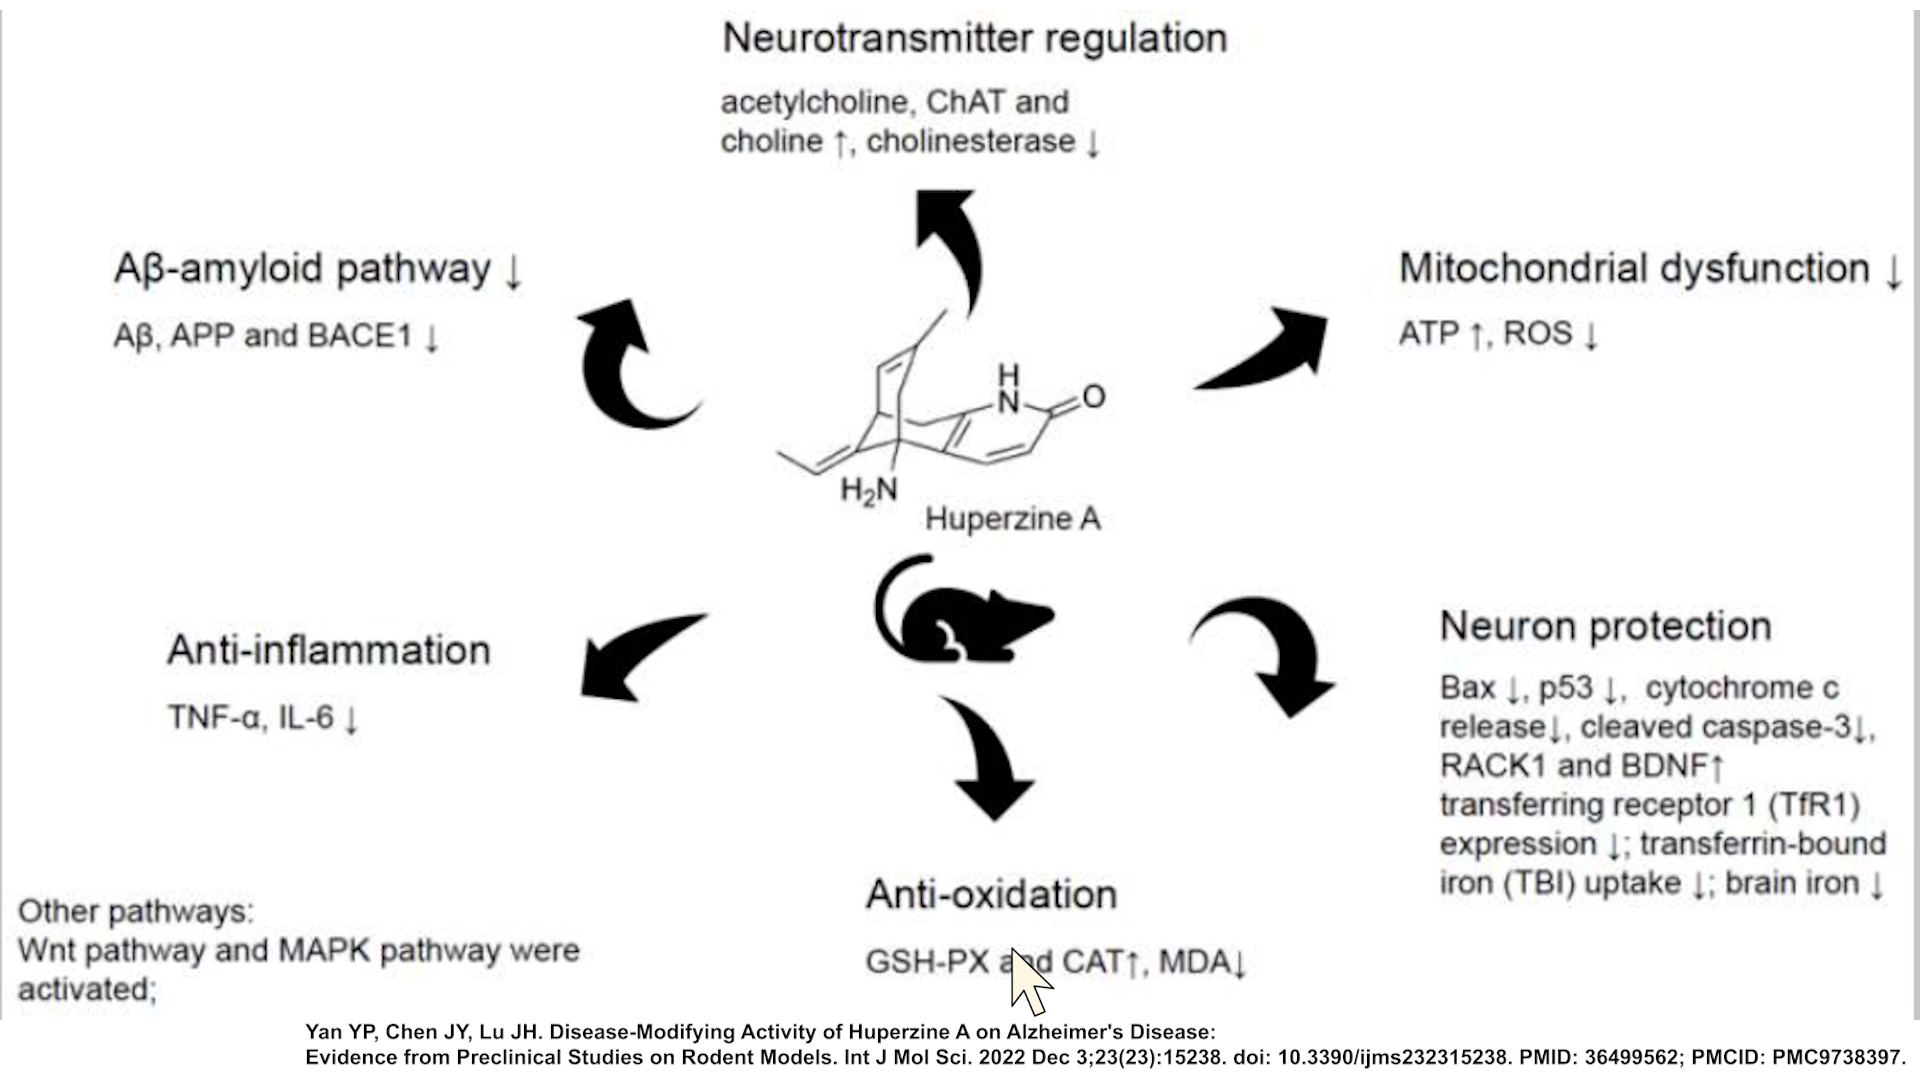 Neurotransmitter regulation
acetylcholine, ChAT and
choline ↑, cholinesterase ↓
Aβ-amyloid pathway ↓
Aβ, APP and BACE1 ↓
Mitochondrial dysfunction ↓
ATP ↑, ROS ↓
H
N
O
H₂N
Huperzine A
Anti-inflammation
TNF-α, IL-6 ↓
Neuron protection
Bax ↓, p53 ↓, cytochrome c
release↓, cleaved caspase-3↓,
RACK1 and BDNF↑
transferring receptor 1 (TfR1)
expression ↓; transferrin-bound
iron (TBI) uptake ↓; brain iron ↓
Anti-oxidation
GSH-PX and CAT↑, MDA↓
Other pathways:
Wnt pathway and MAPK pathway were
activated;
Yan YP, Chen JY, Lu JH. Disease-Modifying Activity of Huperzine A on Alzheimer's Disease:
Evidence from Preclinical Studies on Rodent Models. Int J Mol Sci. 2022 Dec 3;23(23):15238. doi: 10.3390/ijms232315238. PMID: 36499562; PMCID: PMC9738397.